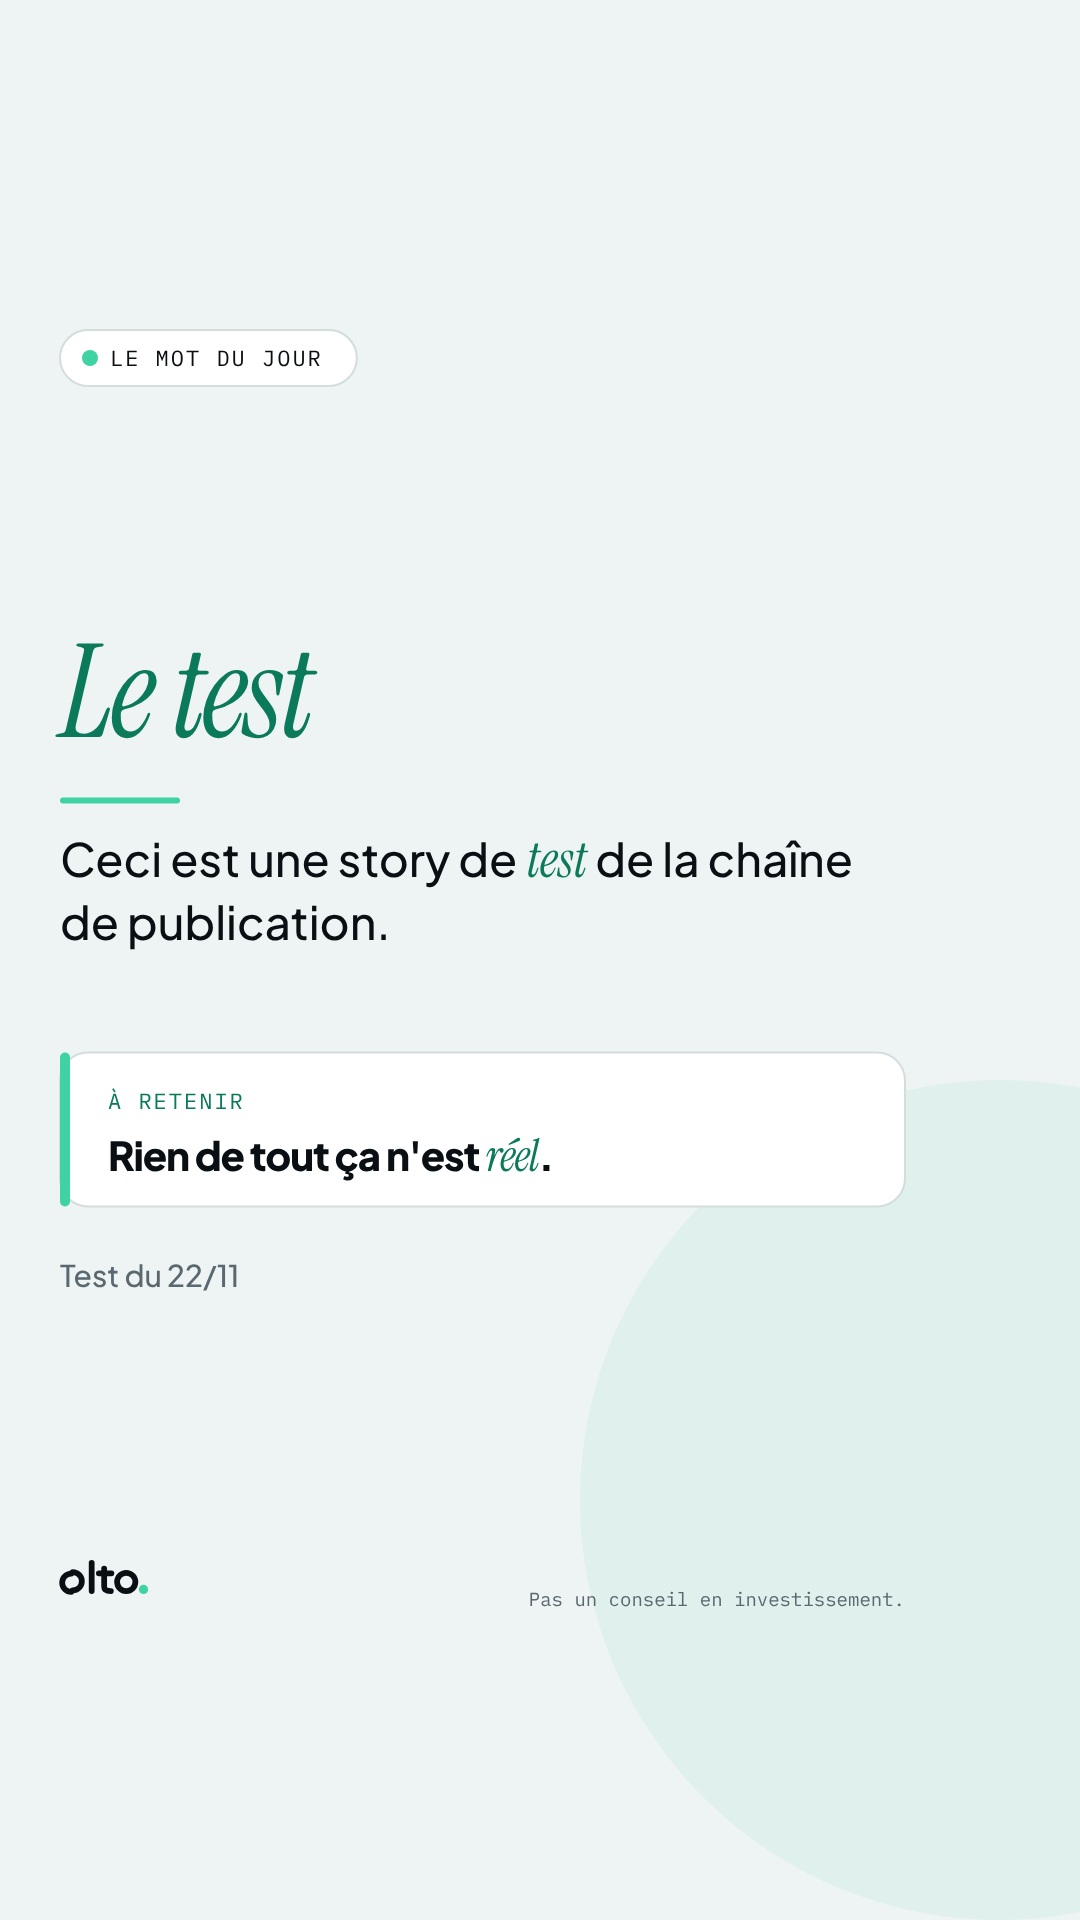 LE MOT DU JOUR
Le test
Ceci est une story de test de la chaîne
de publication.
À RETENIR
Rien de tout ça n'est réel.
Test du 22/11
olto.
Pas un conseil en investissement.